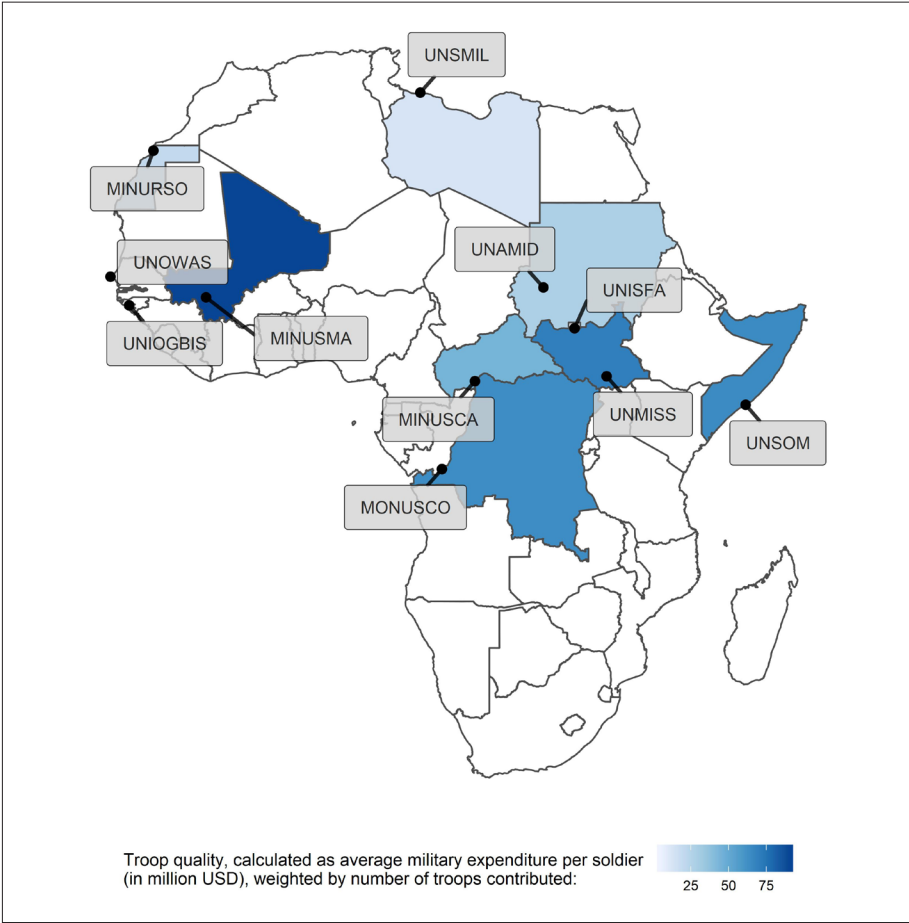 UNSMIL
MINURSO
UNAMID
UNOWAS
UNISFA
UNIOGBIS
MINUSMA
MINUSCA
UNMISS
UNSOM
MONUSCO
Troop quality, calculated as average military expenditure per soldier
(in million USD), weighted by number of troops contributed:
25 50 75